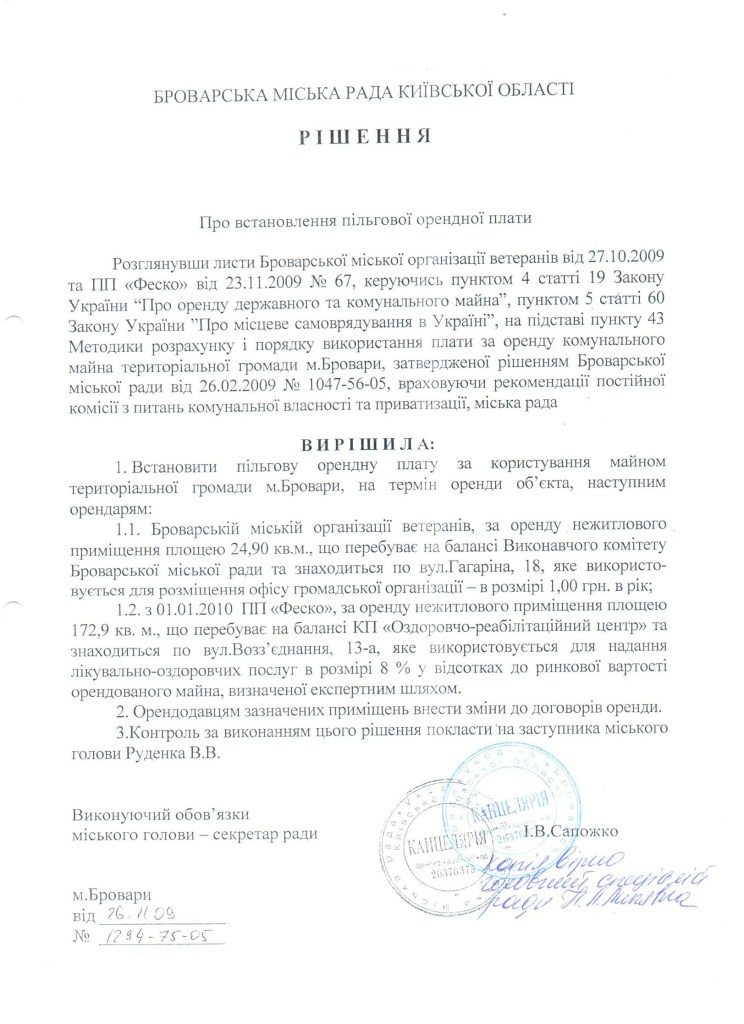 БРОВАРСЬКА МІСЬКА РАДА КИЇВСЬКОЇ ОБЛАСТІ
Р І Ш Е Н Н Я
Про встановлення пільгової орендної плати
Розглянувши листи Броварської міської організації ветеранів від 27.10.2009
та ПП «Феско» від 23.11.2009 № 67, керуючись пунктом 4 статті 19 Закону
України “Про оренду державного та комунального майна”, пунктом 5 статті 60
Закону України ”Про місцеве самоврядування в Україні”, на підставі пункту 43
Методики розрахунку і порядку використання плати за оренду комунального
майна територіальної громади м.Бровари, затвердженої рішенням Броварської
міської ради від 26.02.2009 № 1047-56-05, враховуючи рекомендації постійної
комісії з питань комунальної власності та приватизації, міська рада
В И Р І Ш И Л А:
1. Встановити пільгову орендну плату за користування майном
територіальної громади м.Бровари, на термін оренди об’єкта, наступним
орендарям:
1.1. Броварській міській організації ветеранів, за оренду нежитлового
приміщення площею 24,90 кв.м., що перебуває на балансі Виконавчого комітету
Броварської міської ради та знаходиться по вул.Гагаріна, 18, яке використо-
вується для розміщення офісу громадської організації – в розмірі 1,00 грн. в рік;
1.2. з 01.01.2010 ПП «Феско», за оренду нежитлового приміщення площею
172,9 кв. м., що перебуває на балансі КП «Оздоровчо-реабілітаційний центр» та
знаходиться по вул.Возз’єднання, 13-а, яке використовується для надання
лікувально-оздоровчих послуг в розмірі 8 % у відсотках до ринкової вартості
орендованого майна, визначеної експертним шляхом.
2. Орендодавцям зазначених приміщень внести зміни до договорів оренди.
3.Контроль за виконанням цього рішення покласти на заступника міського
голови Руденка В.В.
Виконуючий обов’язки
міського голови – секретар ради
І.В.Сапожко
КАНЦЕЛЯРІЯ
КАНЦЕЛЯРІЯ
26375373
копія вірно
головний спеціаліст
ради
м.Бровари
від 26.11.09
№ 1294-75-05